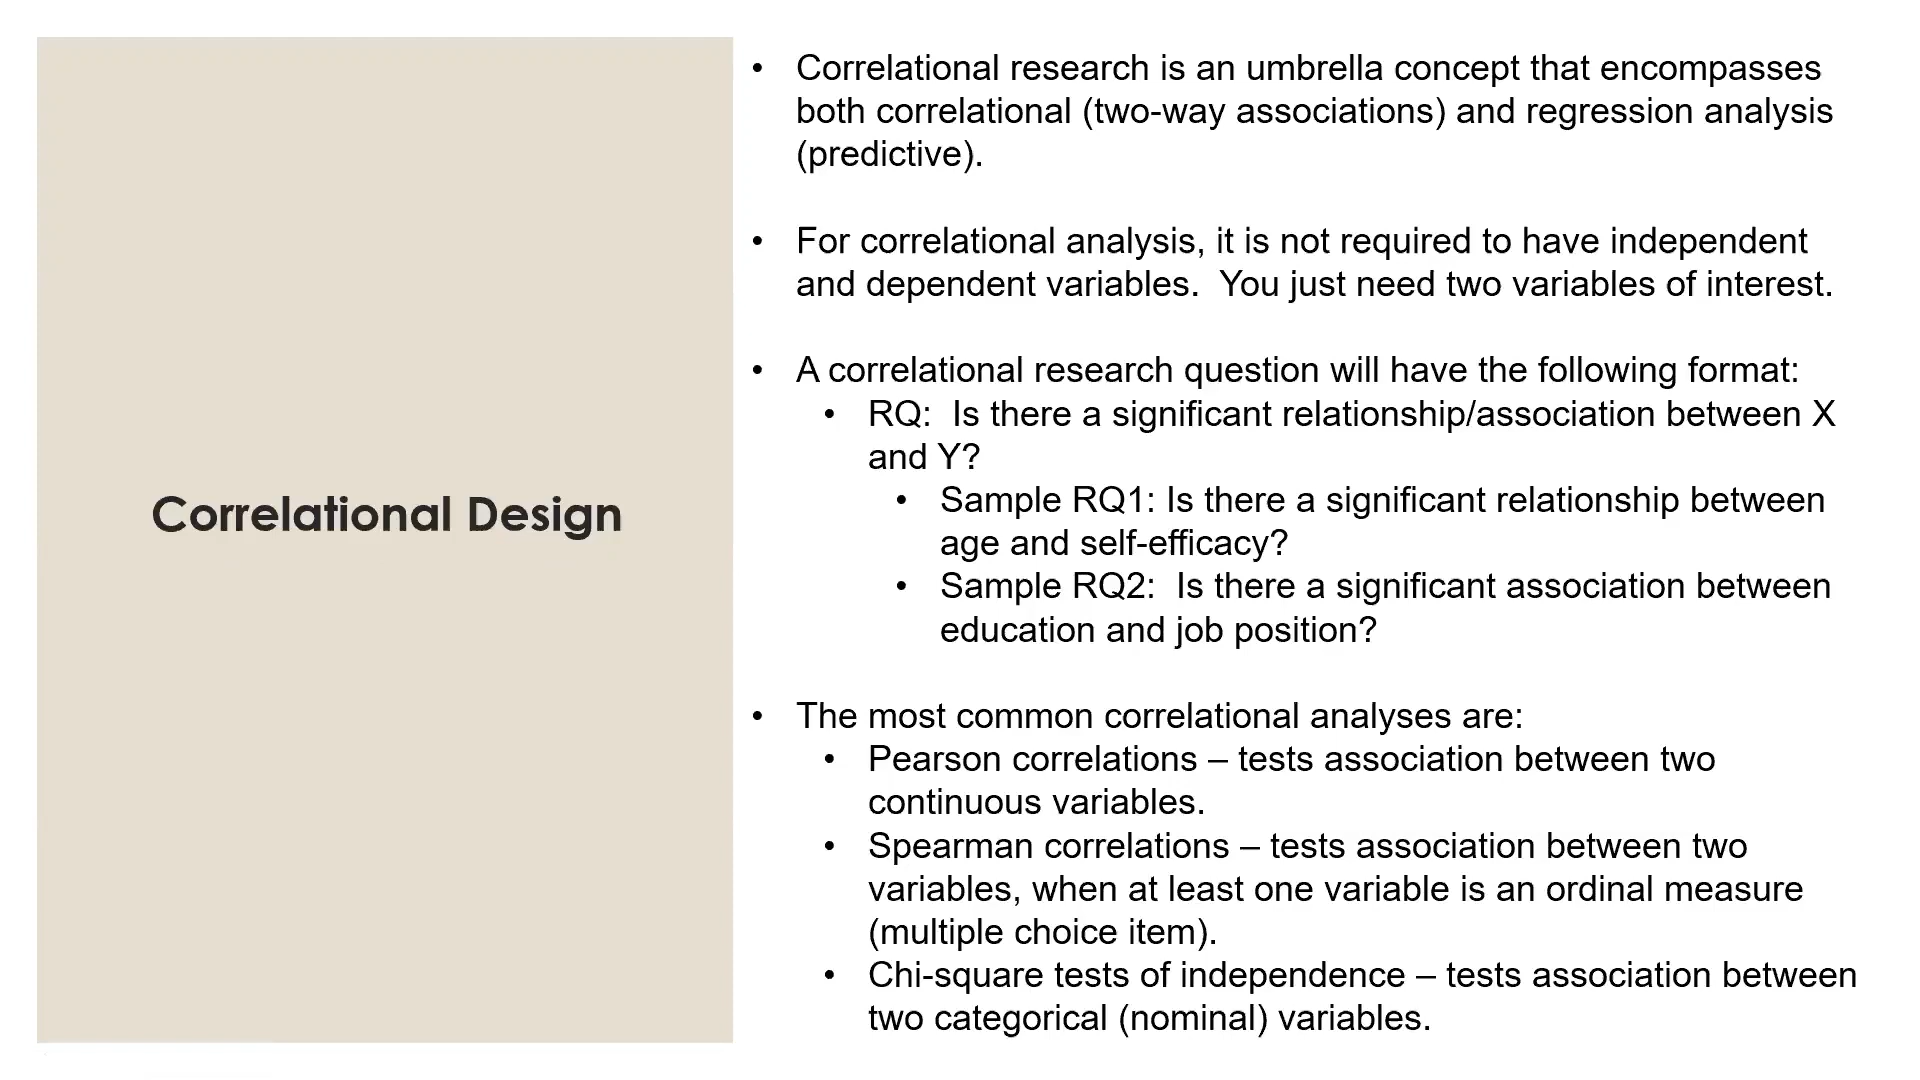 Correlational Design
• Correlational research is an umbrella concept that encompasses
both correlational (two-way associations) and regression analysis
(predictive).
• For correlational analysis, it is not required to have independent
and dependent variables.  You just need two variables of interest.
• A correlational research question will have the following format:
• RQ:  Is there a significant relationship/association between X
and Y?
• Sample RQ1: Is there a significant relationship between
age and self-efficacy?
• Sample RQ2:  Is there a significant association between
education and job position?
• The most common correlational analyses are:
• Pearson correlations – tests association between two
continuous variables.
• Spearman correlations – tests association between two
variables, when at least one variable is an ordinal measure
(multiple choice item).
• Chi-square tests of independence – tests association between
two categorical (nominal) variables.